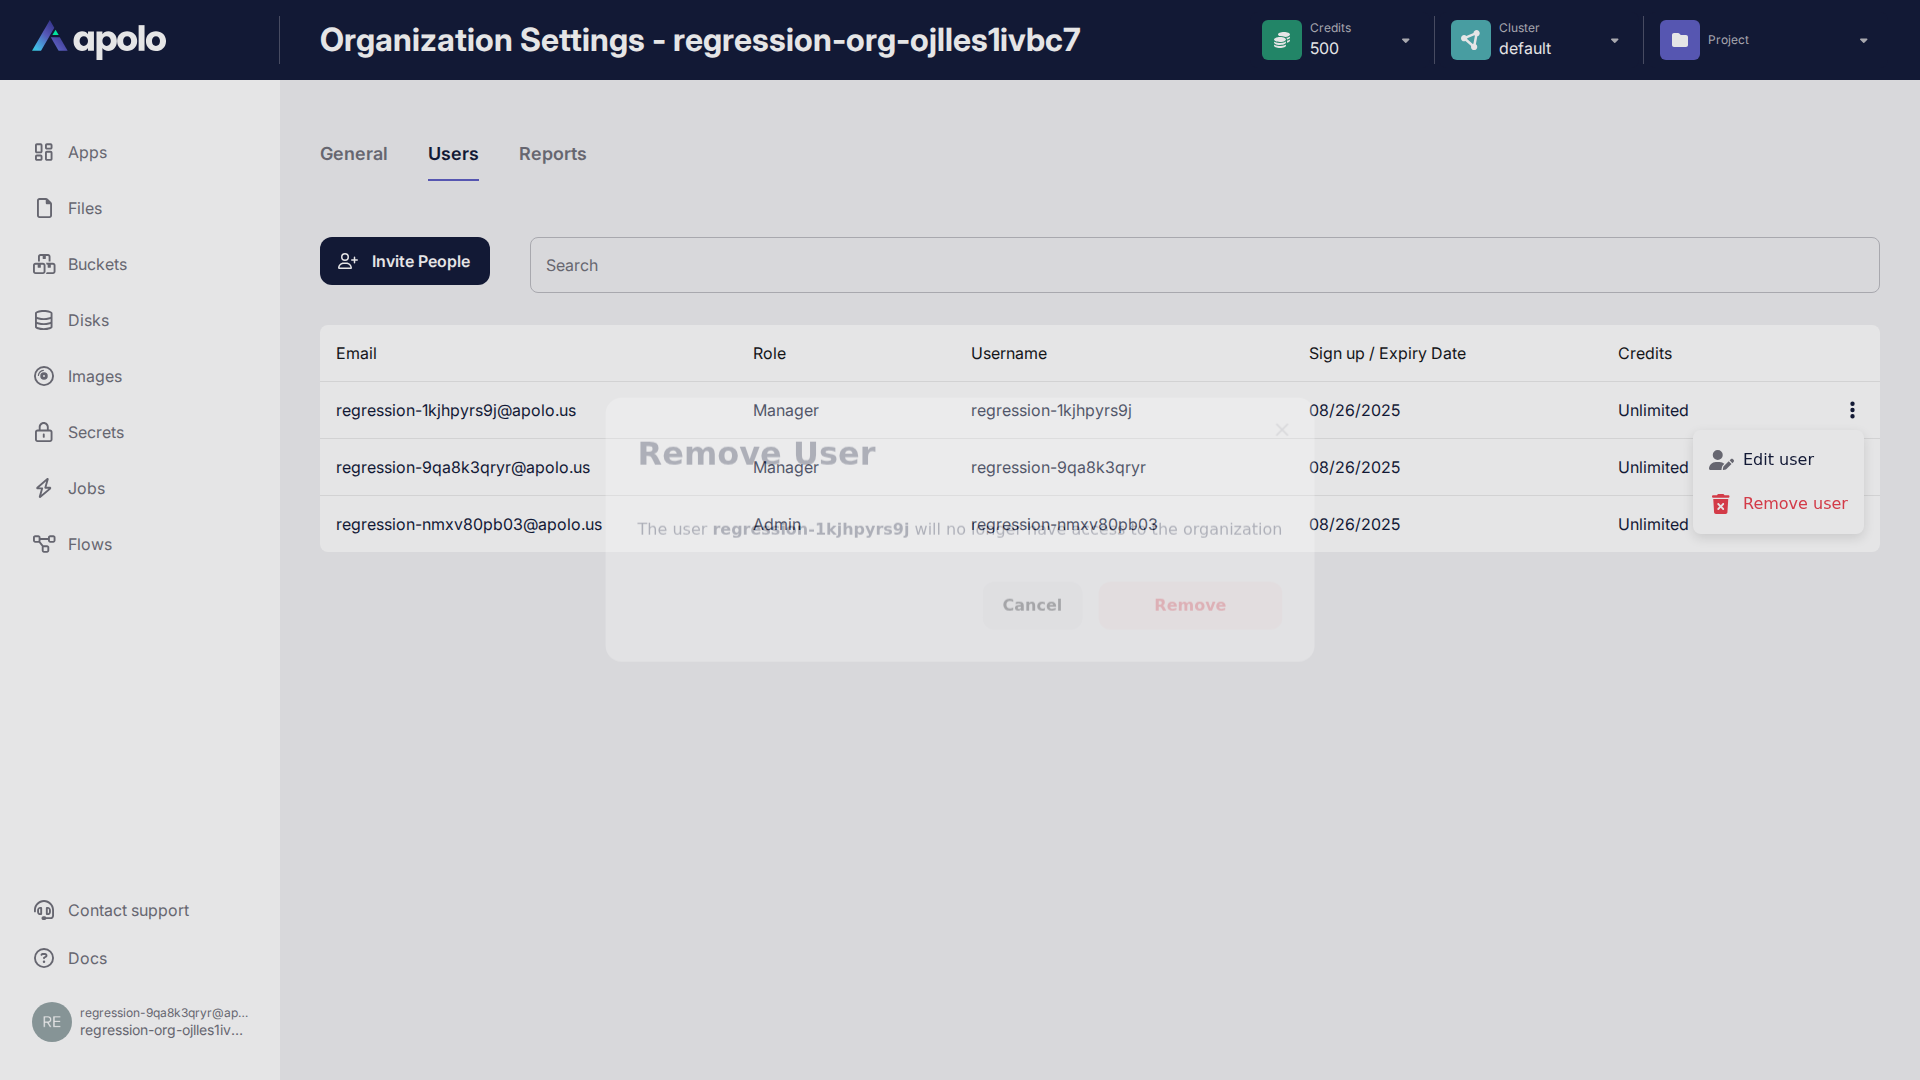 apolo
Organization Settings - regression-org-ojlles1ivbc7
Credits
500
Cluster
default
Project
Apps
Files
Buckets
Disks
Images
Secrets
Jobs
Flows
Contact support
Docs
RE
regression-9qa8k3qryr@ap...
regression-org-ojlles1iv...
General Users Reports
Invite People
Search
Email Role Username Sign up / Expiry Date Credits
regression-1kjhpyrs9j@apolo.us Manager regression-1kjhpyrs9j 08/26/2025 Unlimited
regression-9qa8k3qryr@apolo.us Manager regression-9qa8k3qryr 08/26/2025 Unlimited
regression-nmxv80pb03@apolo.us Admin regression-nmxv80pb03 08/26/2025 Unlimited
Edit user
Remove user
Remove User
The user regression-1kjhpyrs9j will no longer have access to the organization
Cancel Remove